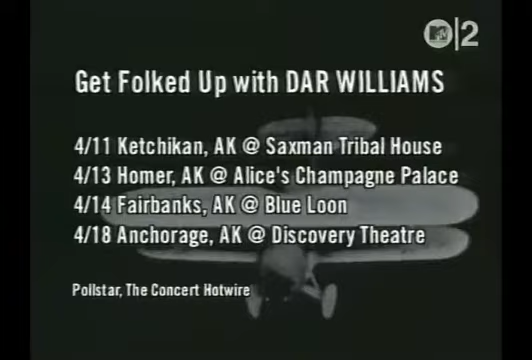 MTV 2
Get Folked Up with DAR WILLIAMS
4/11 Ketchikan, AK @ Saxman Tribal House
4/13 Homer, AK @ Alice's Champagne Palace
4/14 Fairbanks, AK @ Blue Loon
4/18 Anchorage, AK @ Discovery Theatre
Pollstar, The Concert Hotwire